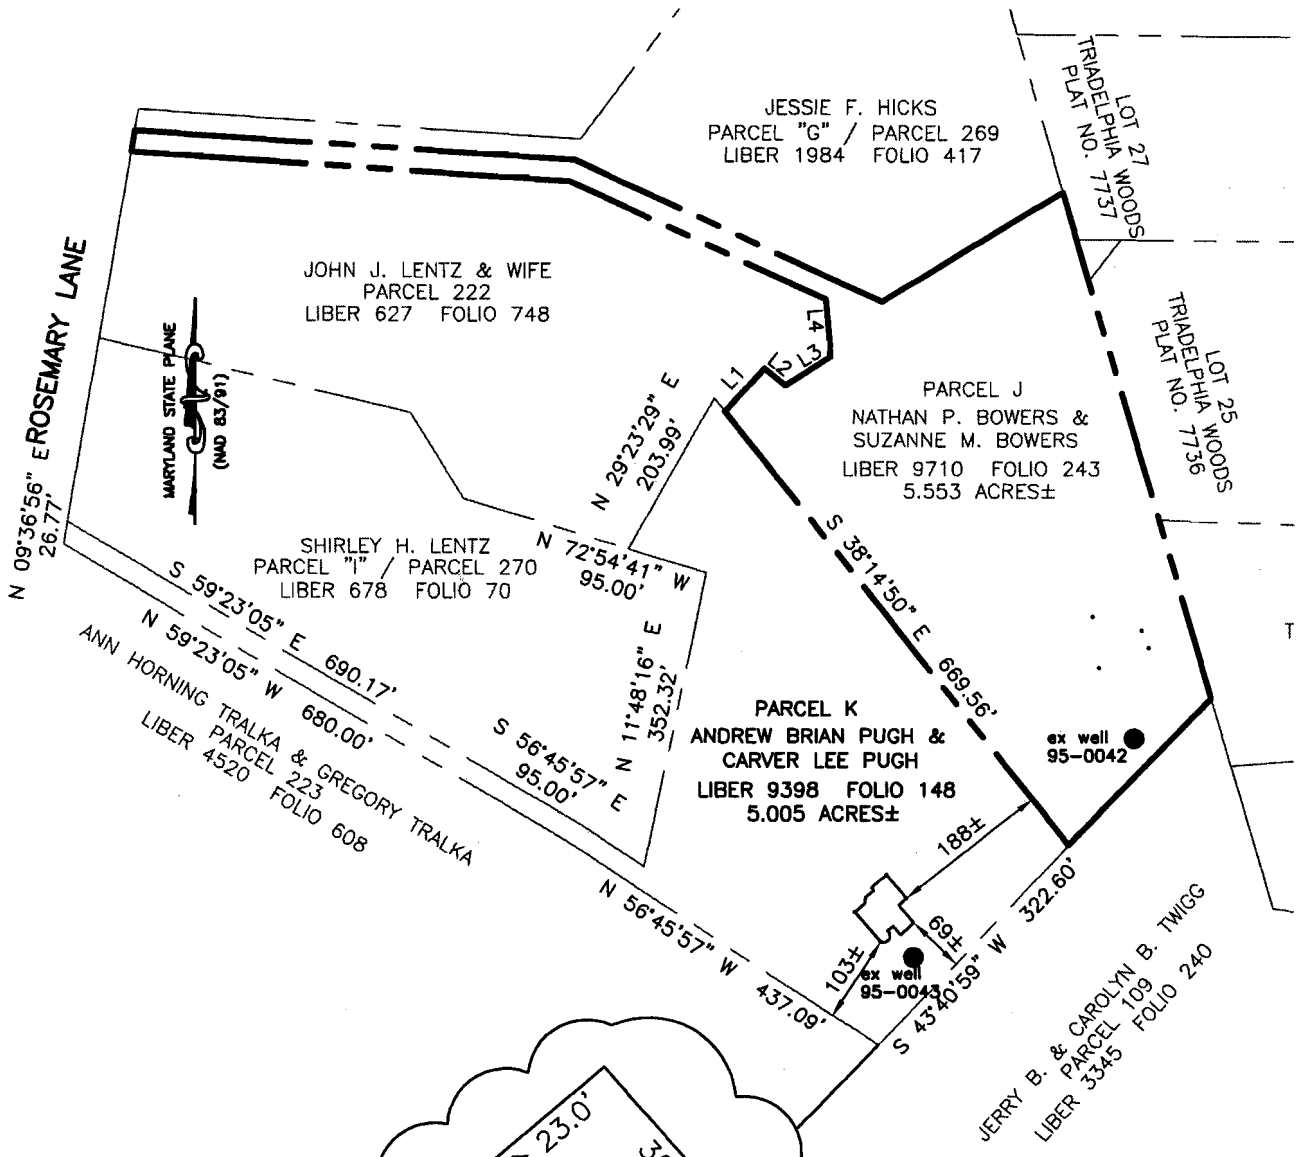 JESSIE F. HICKS
PARCEL "G" / PARCEL 269
LIBER 1984 FOLIO 417
LOT 27
TRIADELPHIA WOODS
PLAT NO. 7737
JOHN J. LENTZ & WIFE
PARCEL 222
LIBER 627 FOLIO 748
ROSEMARY LANE
MARYLAND STATE PLANE
(NAD 83/91)
L1
L2
L3
L4
LOT 25
TRIADELPHIA WOODS
PLAT NO. 7736
PARCEL J
NATHAN P. BOWERS &
SUZANNE M. BOWERS
LIBER 9710 FOLIO 243
5.553 ACRES±
N 29°23'29" E
203.99'
N 09°36'56" E
26.77'
SHIRLEY H. LENTZ
PARCEL "I" / PARCEL 270
LIBER 678 FOLIO 70
N 72°54'41" W
95.00'
S 38°14'50" E 669.56'
S 59°23'05" E 690.17'
N 59°23'05" W 680.00'
N 11°48'16" E
352.32'
T
ANN HORNING TRALKA & GREGORY TRALKA
PARCEL 223
LIBER 4520 FOLIO 608
S 56°45'57" E
95.00'
PARCEL K
ANDREW BRIAN PUGH &
CARVER LEE PUGH
LIBER 9398 FOLIO 148
5.005 ACRES±
ex well
95-0042
188±
N 56°45'57" W 437.09'
69±
103±
ex well
95-0043
S 43°40'59" W 322.60'
JERRY B. & CAROLYN B. TWIGG
PARCEL 109
LIBER 3345 FOLIO 240
23.0'